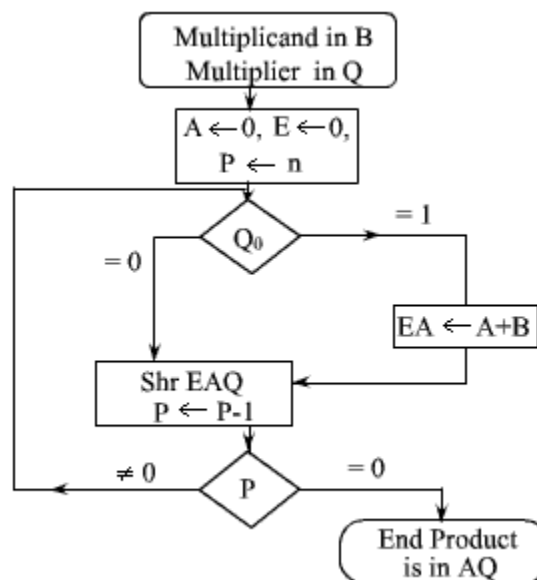 Multiplicand in B
Multiplier in Q
A ← 0, E ← 0,
P ← n
Q₀
= 1
= 0
EA ← A+B
Shr EAQ
P ← P-1
≠ 0
P
= 0
End Product
is in AQ